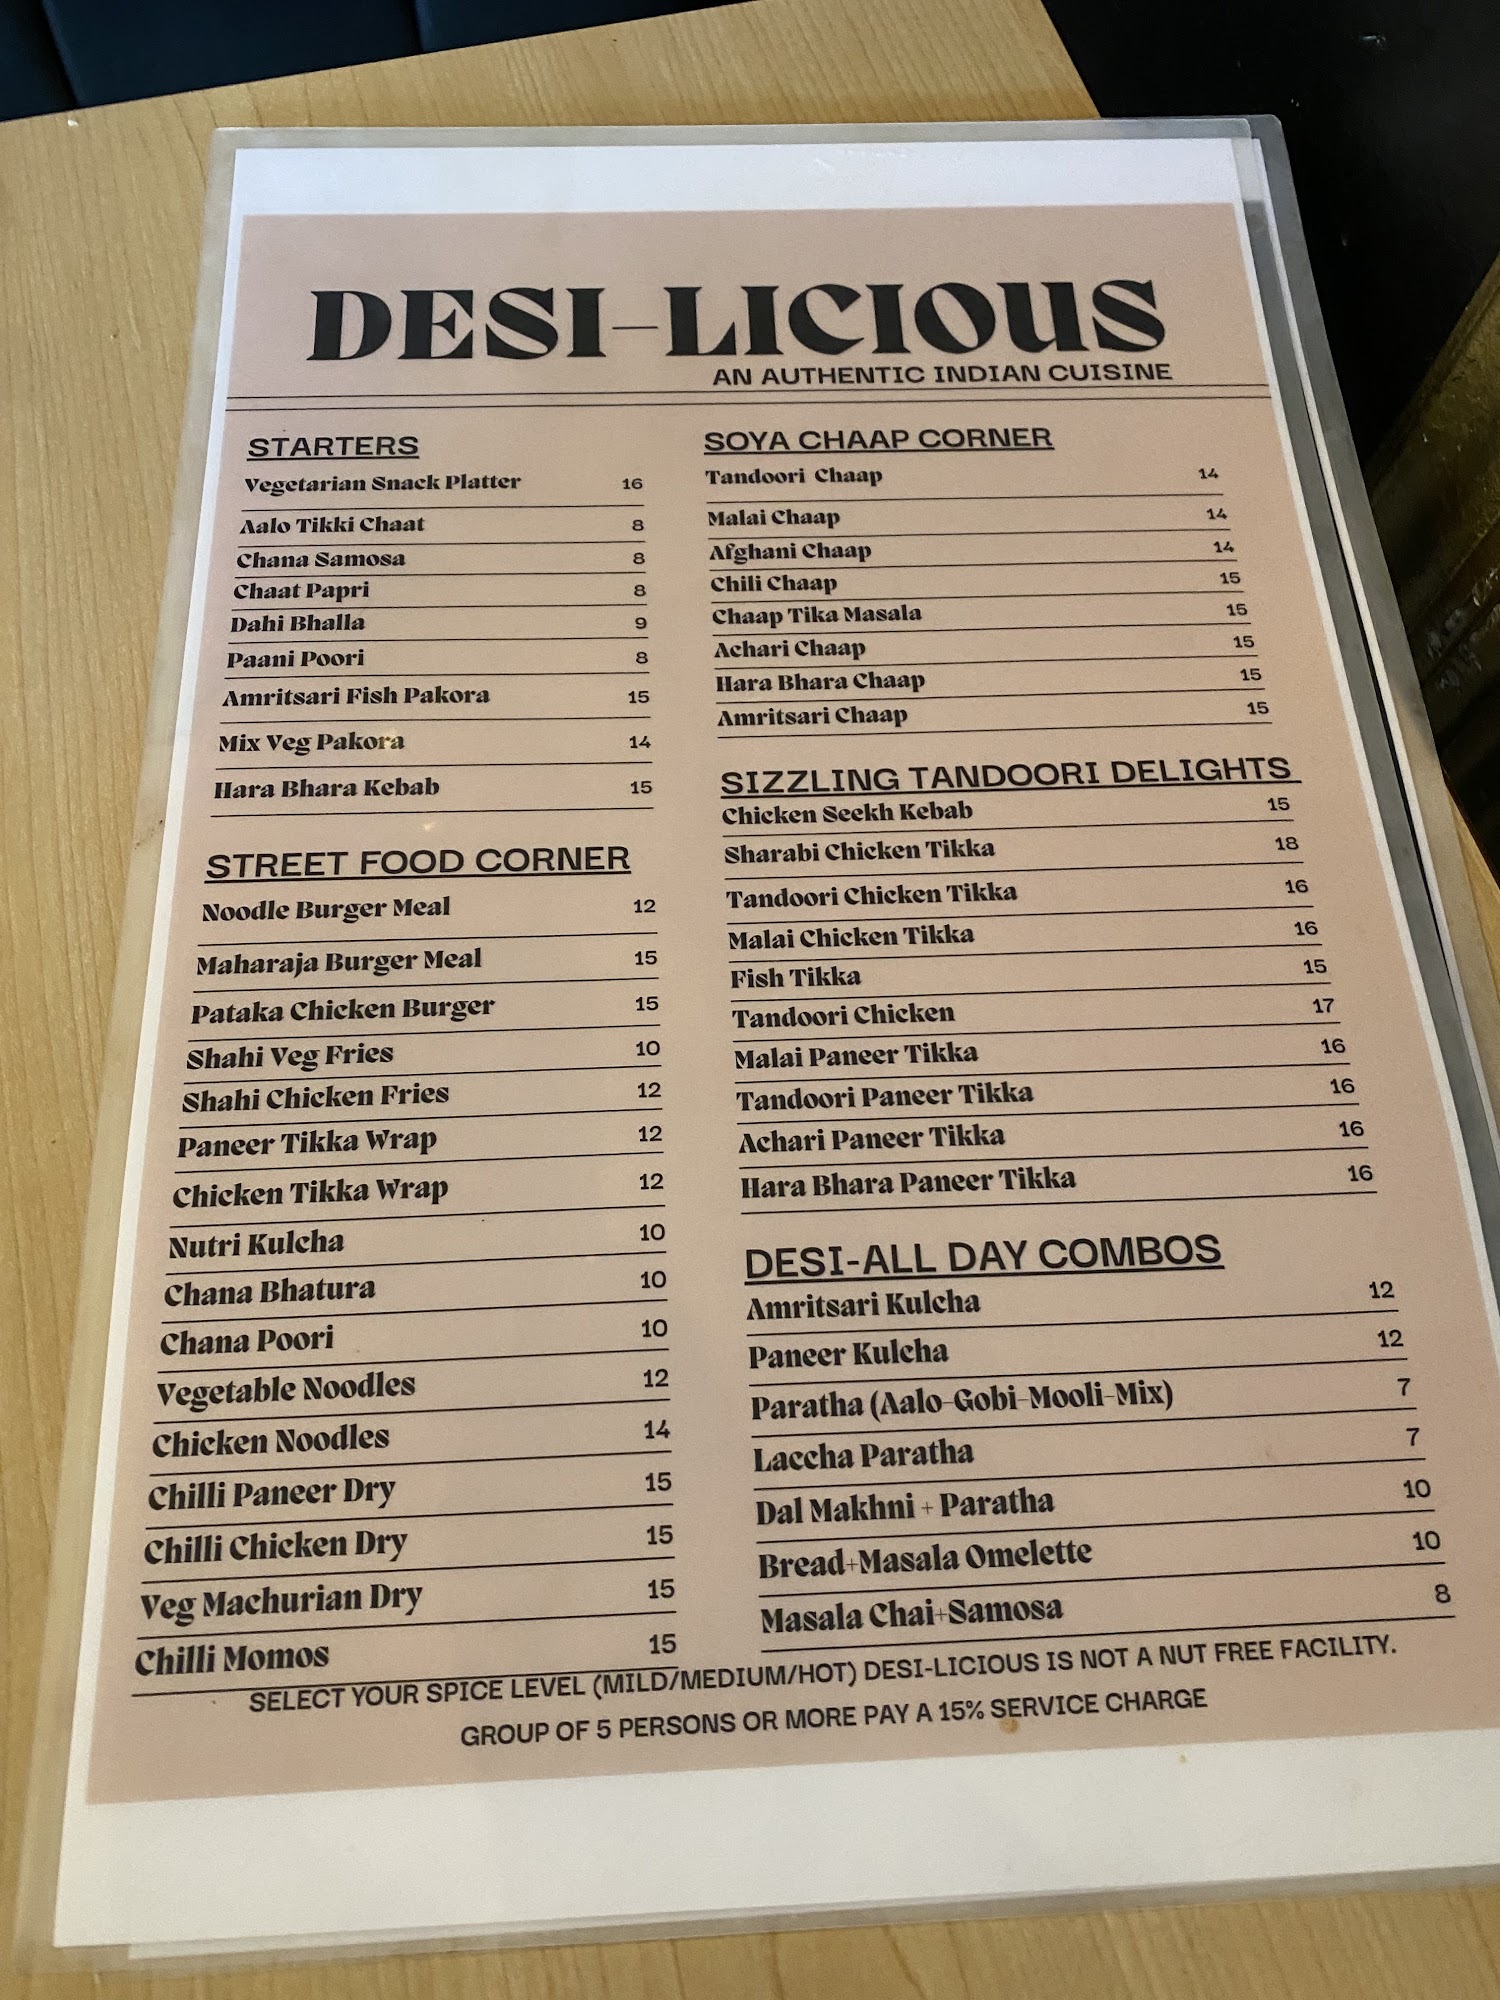 DESI-LICIOUS
AN AUTHENTIC INDIAN CUISINE
STARTERS
Vegetarian Snack Platter 16
Aalo Tikki Chaat 8
Chana Samosa 8
Chaat Papri 8
Dahi Bhalla 9
Paani Poori 8
Amritsari Fish Pakora 15
Mix Veg Pakora 14
Hara Bhara Kebab 15
STREET FOOD CORNER
Noodle Burger Meal 12
Maharaja Burger Meal 15
Pataka Chicken Burger 15
Shahi Veg Fries 10
Shahi Chicken Fries 12
Paneer Tikka Wrap 12
Chicken Tikka Wrap 12
Nutri Kulcha 10
Chana Bhatura 10
Chana Poori 10
Vegetable Noodles 12
Chicken Noodles 14
Chilli Paneer Dry 15
Chilli Chicken Dry 15
Veg Machurian Dry 15
Chilli Momos 15
SOYA CHAAP CORNER
Tandoori Chaap 14
Malai Chaap 14
Afghani Chaap 14
Chili Chaap 15
Chaap Tika Masala 15
Achari Chaap 15
Hara Bhara Chaap 15
Amritsari Chaap 15
SIZZLING TANDOORI DELIGHTS
Chicken Seekh Kebab 15
Sharabi Chicken Tikka 18
Tandoori Chicken Tikka 16
Malai Chicken Tikka 16
Fish Tikka 15
Tandoori Chicken 17
Malai Paneer Tikka 16
Tandoori Paneer Tikka 16
Achari Paneer Tikka 16
Hara Bhara Paneer Tikka 16
DESI-ALL DAY COMBOS
Amritsari Kulcha 12
Paneer Kulcha 12
Paratha (Aalo-Gobi-Mooli-Mix) 7
Laccha Paratha 7
Dal Makhni + Paratha 10
Bread+Masala Omelette 10
Masala Chai+Samosa 8
SELECT YOUR SPICE LEVEL (MILD/MEDIUM/HOT) DESI-LICIOUS IS NOT A NUT FREE FACILITY.
GROUP OF 5 PERSONS OR MORE PAY A 15% SERVICE CHARGE